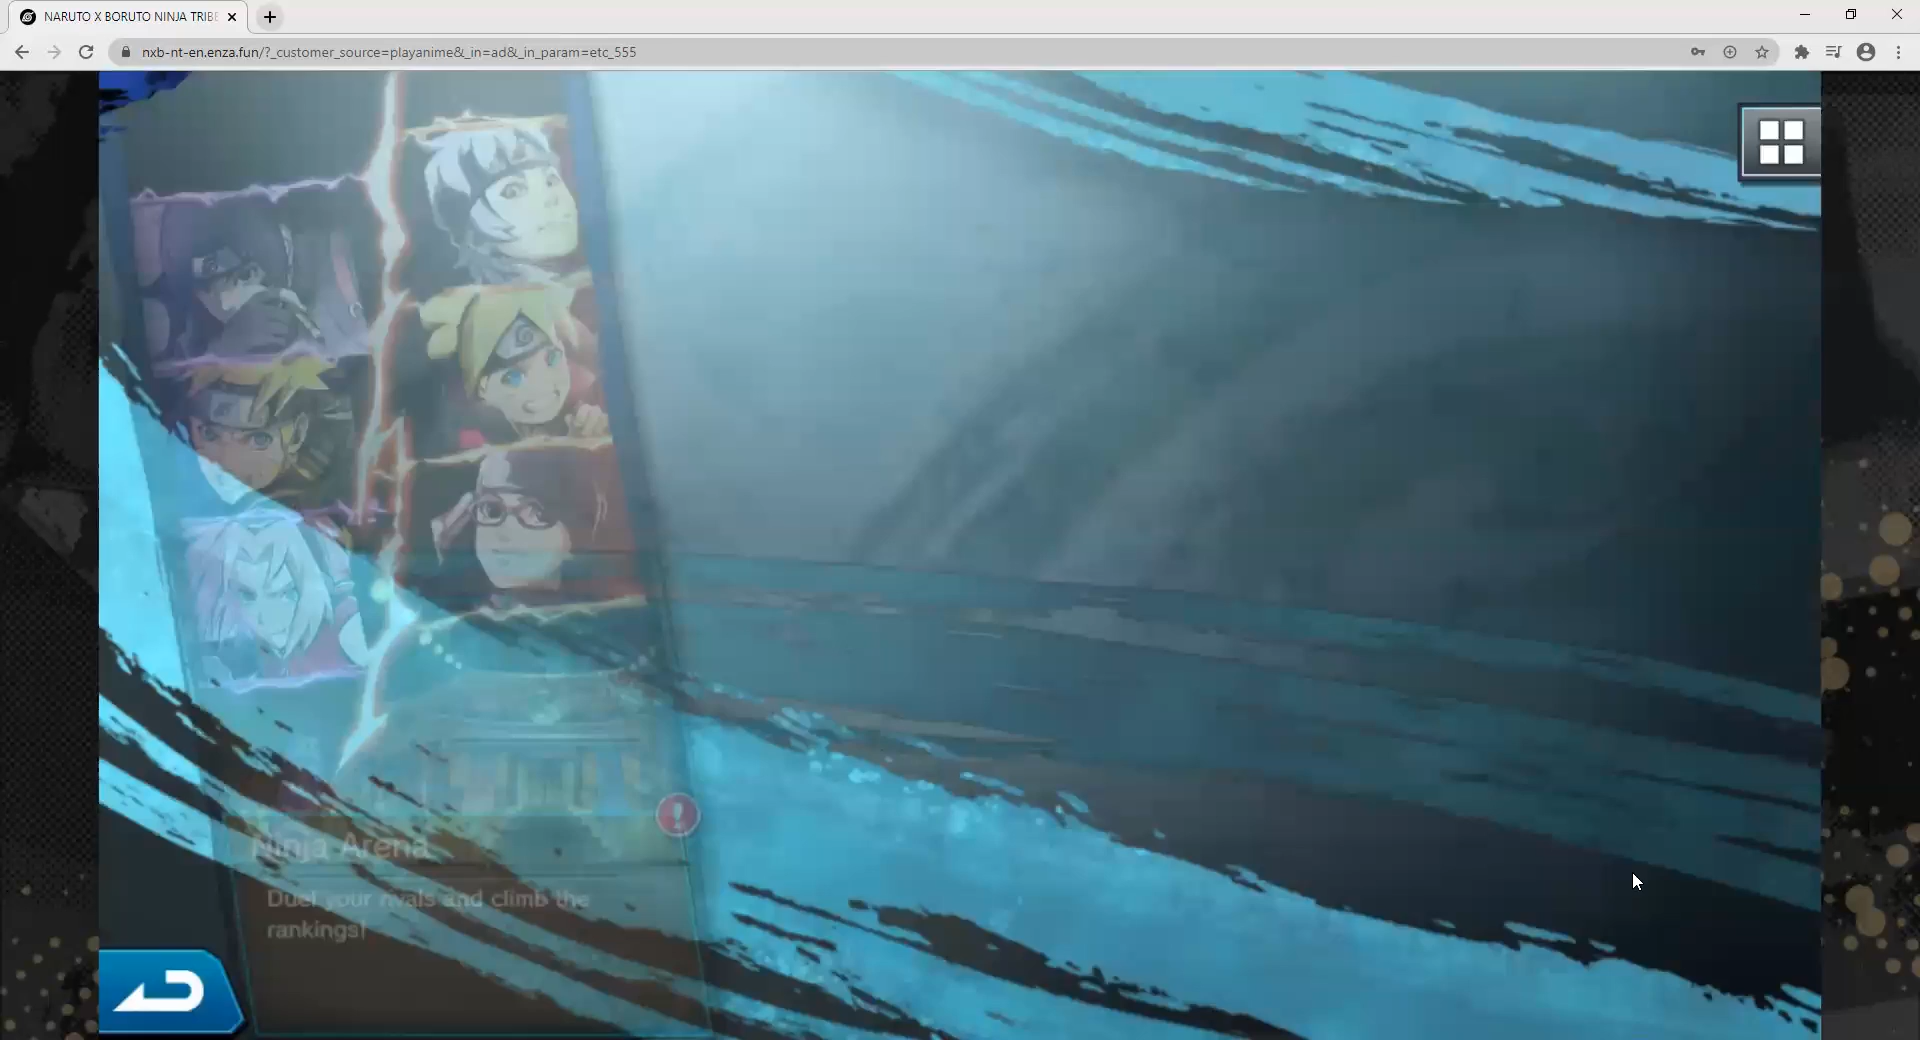 NARUTO X BORUTO NINJA TRIBE
nxb-nt-en.enza.fun/?_customer_source=playanime&_in=ad&_in_param=etc_555
Ninja Arena
Duel your rivals and climb the
rankings!